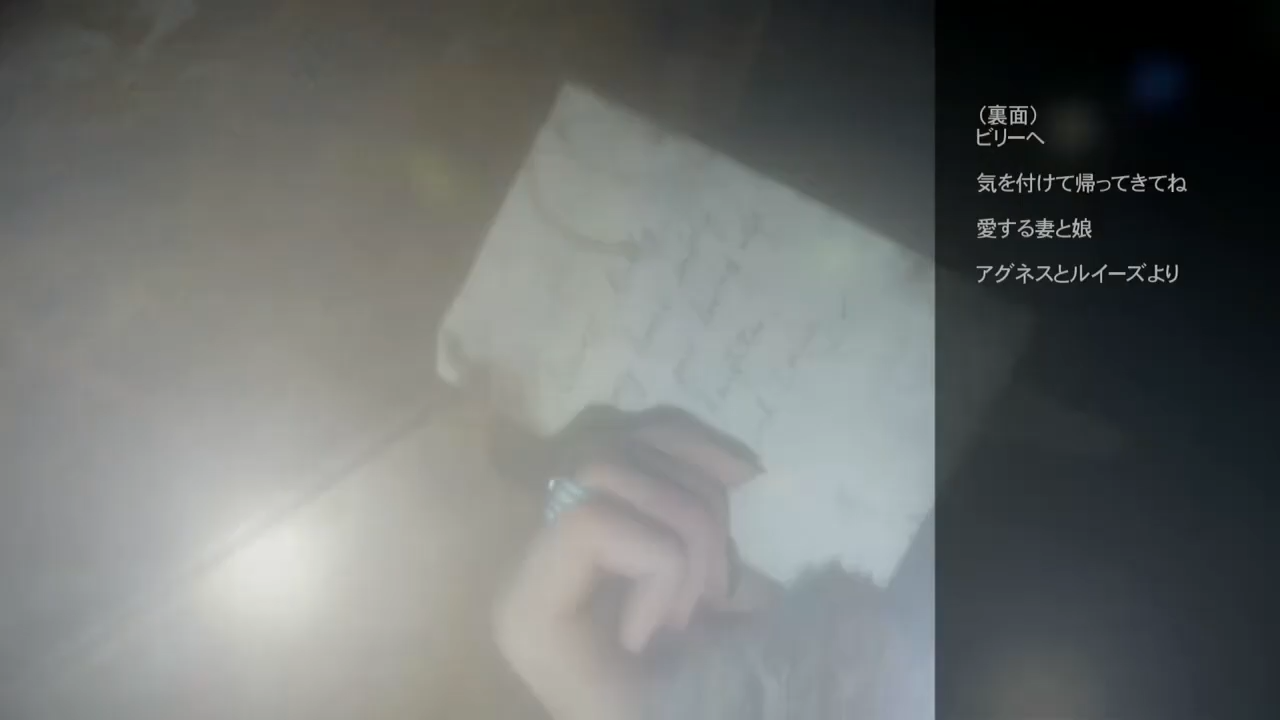 （裏面）
ビリーへ
気を付けて帰ってきてね
愛する妻と娘
アグネスとルイーズより